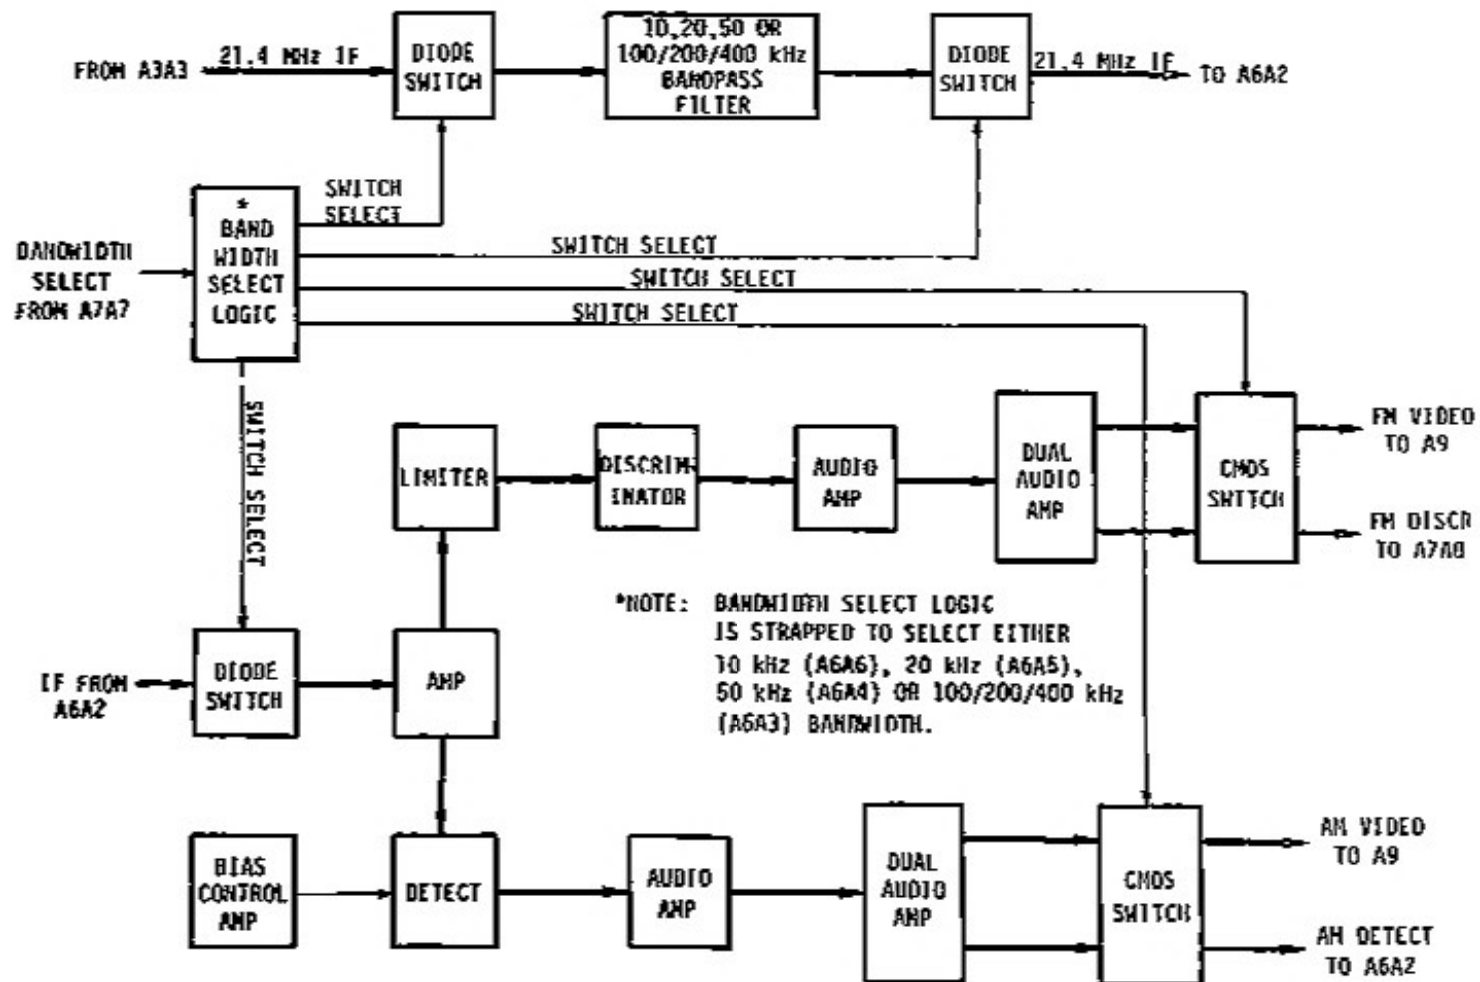 FROM A3A3
21.4 MHz IF
DIODE
SWITCH
10,20,50 OR
100/200/400 kHz
BANDPASS
FILTER
DIODE
SWITCH
21.4 MHz IF
TO A6A2
BANDWIDTH
SELECT
FROM A7A7
*
BAND
WIDTH
SELECT
LOGIC
SWITCH
SELECT
SWITCH SELECT
SWITCH SELECT
SWITCH SELECT
SWITCH SELECT
LIMITER
DISCRIM-
INATOR
AUDIO
AMP
DUAL
AUDIO
AMP
CMOS
SWITCH
FM VIDEO
TO A9
FM DISCR
TO A7A8
*NOTE: BANDWIDTH SELECT LOGIC
IS STRAPPED TO SELECT EITHER
10 kHz (A6A6), 20 kHz (A6A5),
50 kHz (A6A4) OR 100/200/400 kHz
(A6A3) BANDWIDTH.
IF FROM
A6A2
DIODE
SWITCH
AMP
BIAS
CONTROL
AMP
DETECT
AUDIO
AMP
DUAL
AUDIO
AMP
CMOS
SWITCH
AM VIDEO
TO A9
AM DETECT
TO A6A2